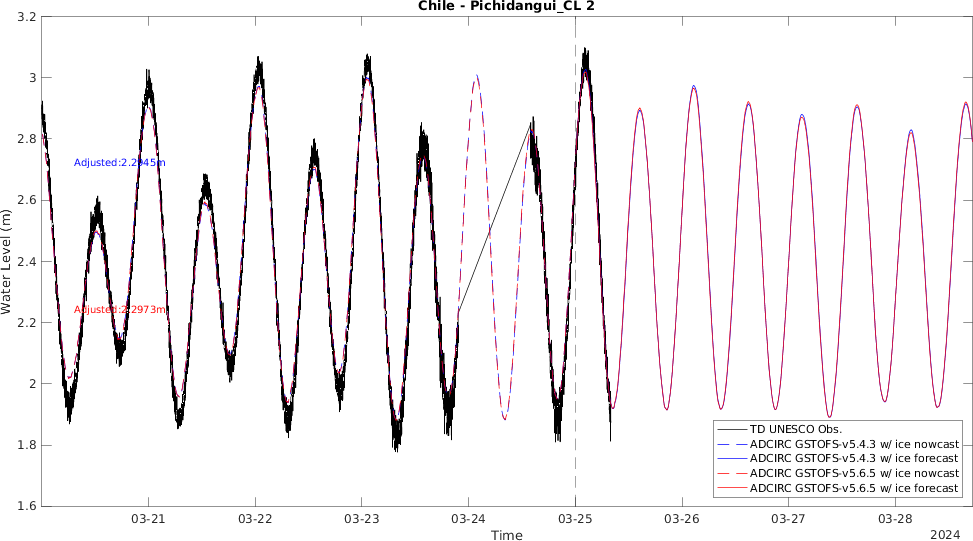 Chile - Pichidangui_CL 2
3.2
3
2.8
2.6
2.4
2.2
2
1.8
1.6
Water Level (m)
Adjusted:2.2945m
Adjusted:2.2973m
TD UNESCO Obs.
ADCIRC GSTOFS-v5.4.3 w/ ice nowcast
ADCIRC GSTOFS-v5.4.3 w/ ice forecast
ADCIRC GSTOFS-v5.6.5 w/ ice nowcast
ADCIRC GSTOFS-v5.6.5 w/ ice forecast
03-21 03-22 03-23 03-24 03-25 03-26 03-27 03-28
Time
2024